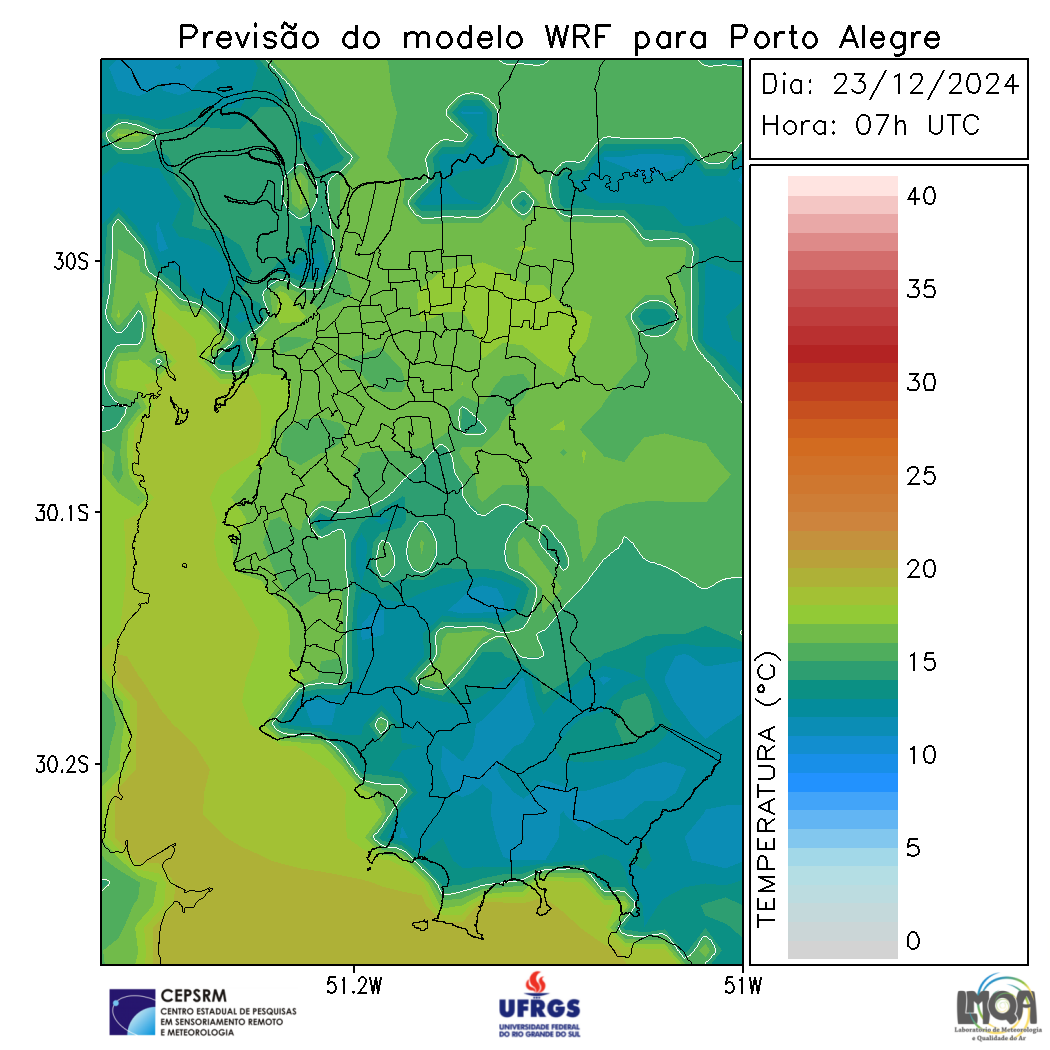 Previsão do modelo WRF para Porto Alegre
Dia: 23/12/2024
Hora: 07h UTC
30S
30.1S
30.2S
51.2W
51W
TEMPERATURA (°C)
40
35
30
25
20
15
10
5
0
CEPSRM
CENTRO ESTADUAL DE PESQUISAS
EM SENSORIAMENTO REMOTO
E METEOROLOGIA
UFRGS
UNIVERSIDADE FEDERAL
DO RIO GRANDE DO SUL
LMQA
Laboratório de Meteorologia
e Qualidade do Ar